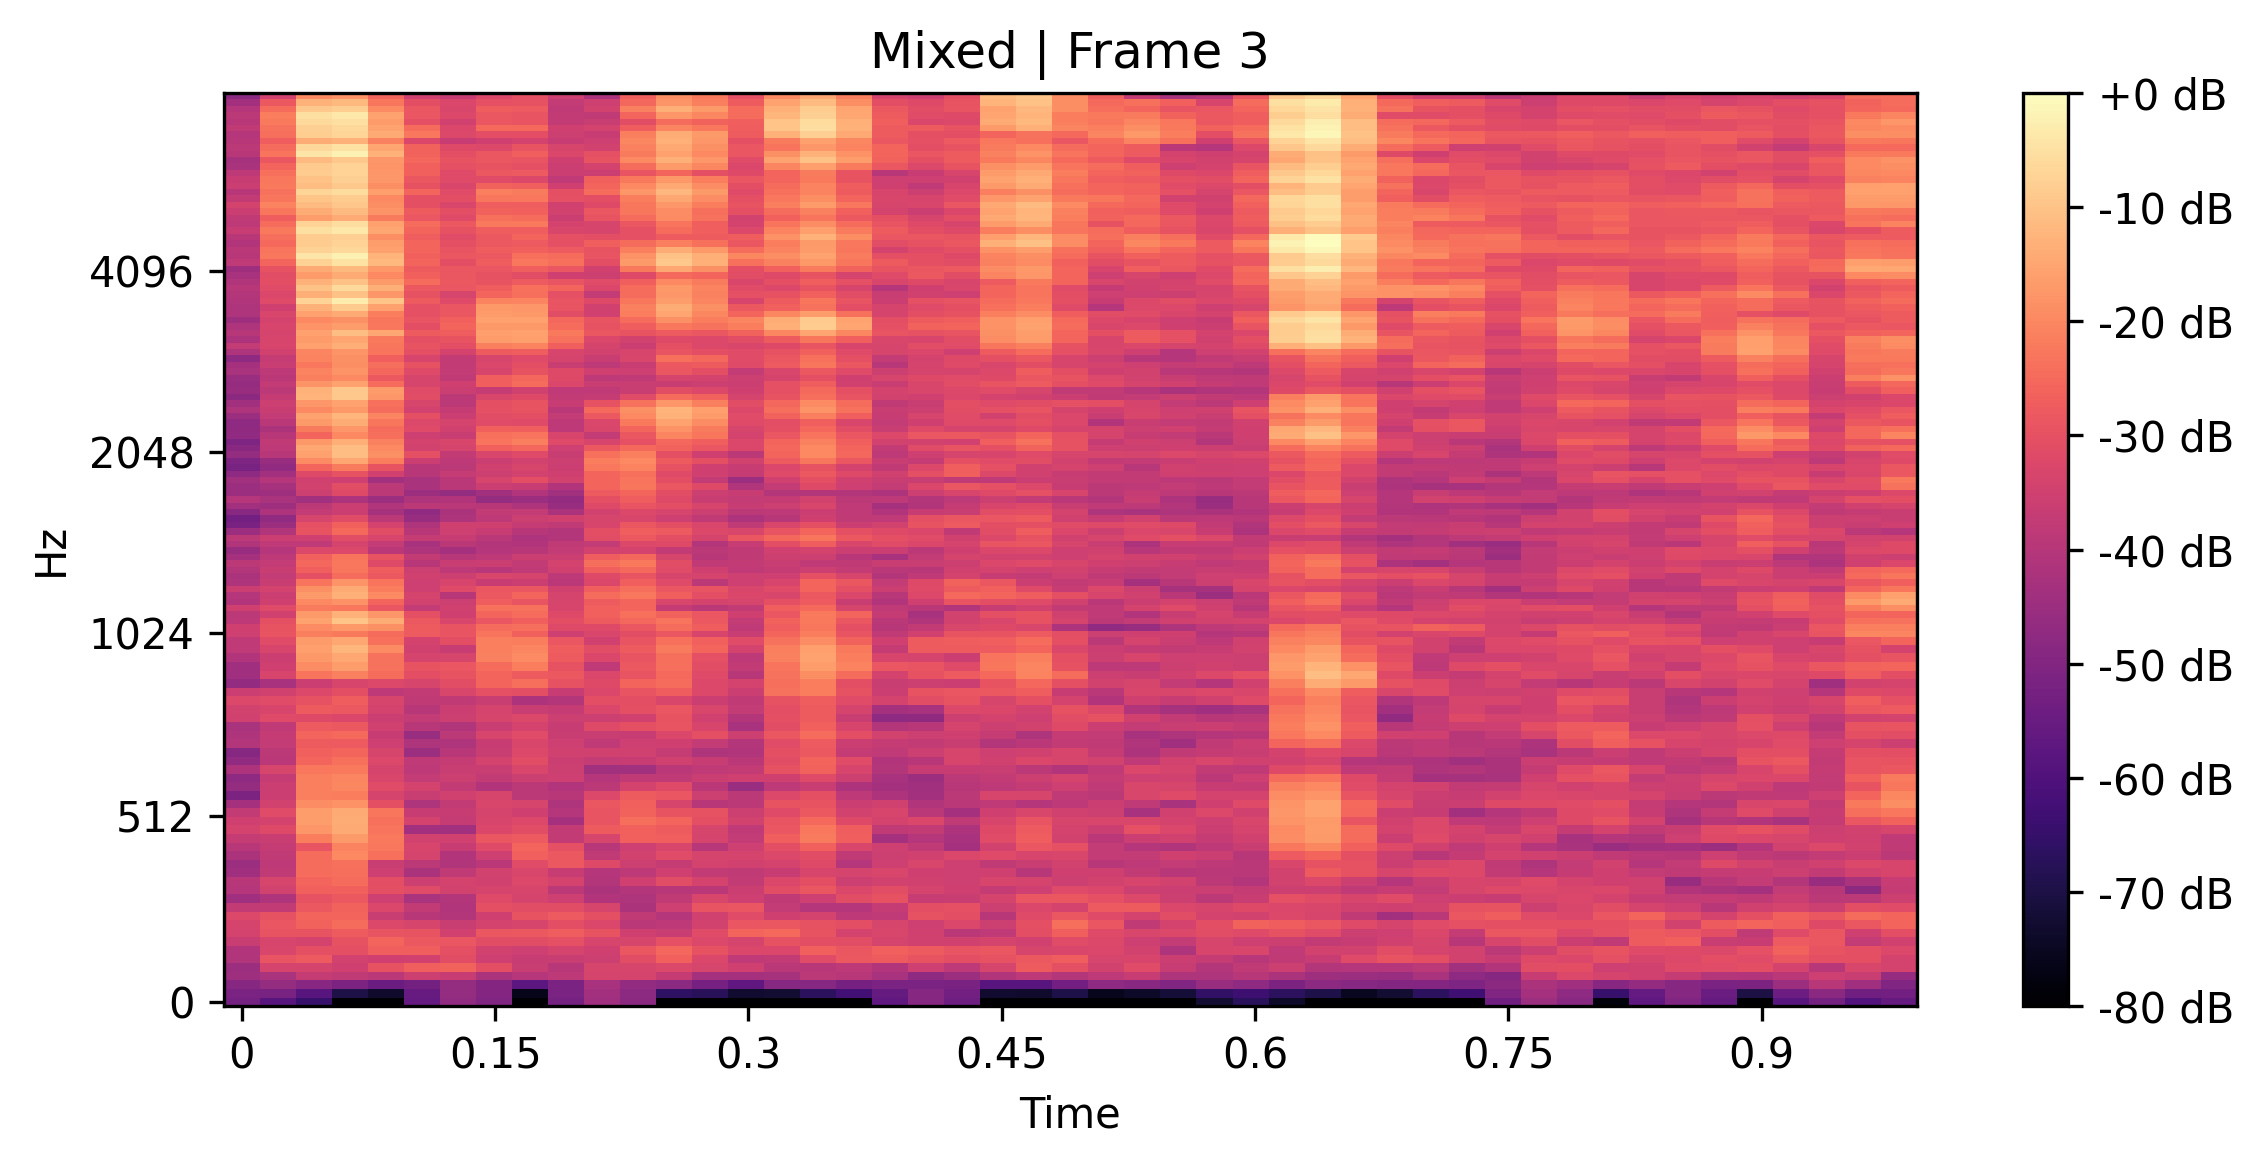 Mixed | Frame 3
Hz
4096
2048
1024
512
0
0 0.15 0.3 0.45 0.6 0.75 0.9
Time
+0 dB
-10 dB
-20 dB
-30 dB
-40 dB
-50 dB
-60 dB
-70 dB
-80 dB